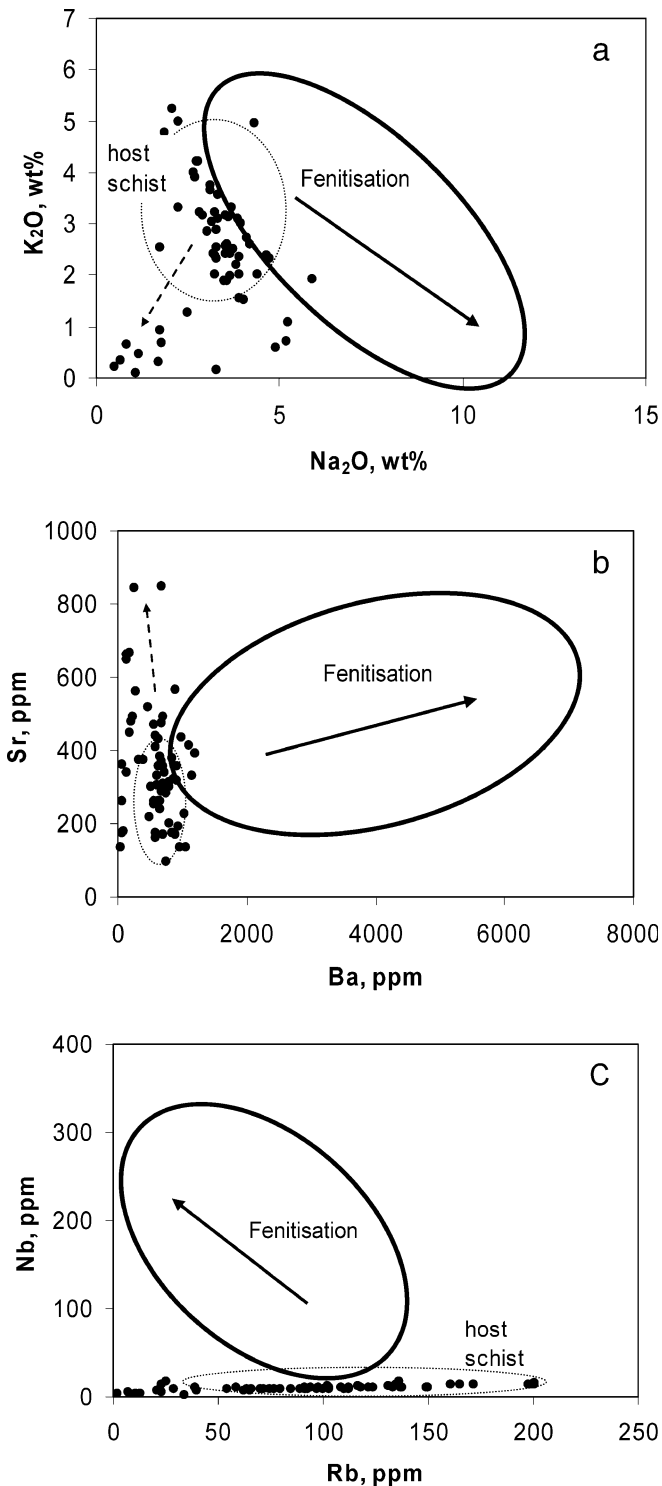 a
7
6
5
4
3
2
1
0
K₂O, wt%
host
schist
Fenitisation
0 5 10 15
Na₂O, wt%
b
1000
800
600
400
200
0
Sr, ppm
Fenitisation
0 2000 4000 6000 8000
Ba, ppm
C
400
300
200
100
0
Nb, ppm
Fenitisation
host
schist
0 50 100 150 200 250
Rb, ppm